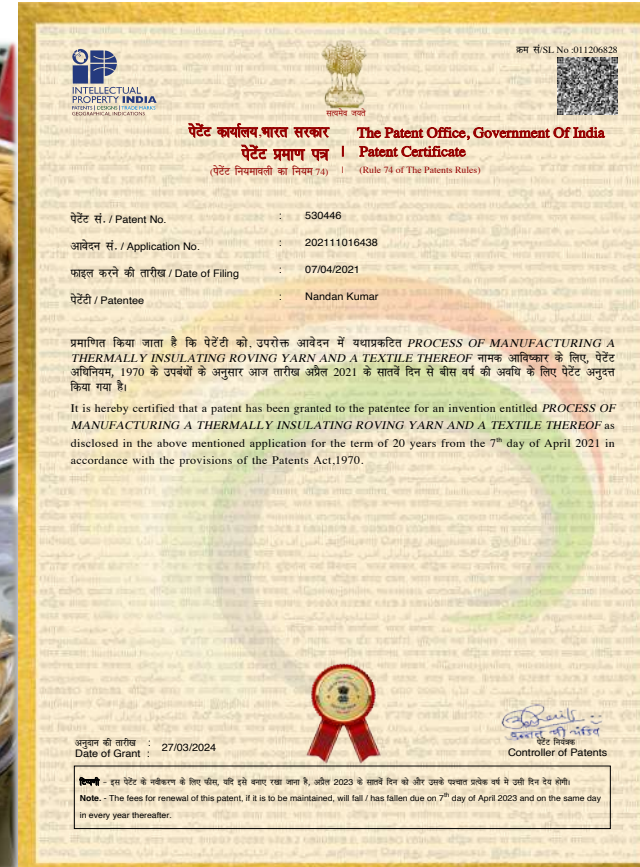 क्रम सं/SL No :011206828
INTELLECTUAL
PROPERTY INDIA
PATENTS | DESIGNS | TRADE MARKS
GEOGRAPHICAL INDICATIONS
सत्यमेव जयते
पेटेंट कार्यालय,भारत सरकार The Patent Office, Government Of India
पेटेंट प्रमाण पत्र | Patent Certificate
(पेटेंट नियमावली का नियम 74) | (Rule 74 of The Patents Rules)
पेटेंट सं. / Patent No. : 530446
आवेदन सं. / Application No. : 202111016438
फाइल करने की तारीख / Date of Filing : 07/04/2021
पेटेंटी / Patentee : Nandan Kumar
प्रमाणित किया जाता है कि पेटेंटी को, उपरोक्त आवेदन में यथाप्रकटित PROCESS OF MANUFACTURING A
THERMALLY INSULATING ROVING YARN AND A TEXTILE THEREOF नामक आविष्कार के लिए, पेटेंट
अधिनियम, 1970 के उपबंधों के अनुसार आज तारीख अप्रैल 2021 के सातवें दिन से बीस वर्ष की अवधि के लिए पेटेंट अनुदत्त
किया गया है।
It is hereby certified that a patent has been granted to the patentee for an invention entitled PROCESS OF
MANUFACTURING A THERMALLY INSULATING ROVING YARN AND A TEXTILE THEREOF as
disclosed in the above mentioned application for the term of 20 years from the 7th day of April 2021 in
accordance with the provisions of the Patents Act,1970.
अनुदान की तारीख :
Date of Grant : 27/03/2024
पेटेंट नियंत्रक
Controller of Patents
टिप्पणी - इस पेटेंट के नवीकरण के लिए फीस, यदि इसे बनाए रखा जाना है, अप्रैल 2023 के सातवें दिन को और उसके पश्चात प्रत्येक वर्ष मे उसी दिन देय होगी।
Note. - The fees for renewal of this patent, if it is to be maintained, will fall / has fallen due on 7th day of April 2023 and on the same day
in every year thereafter.